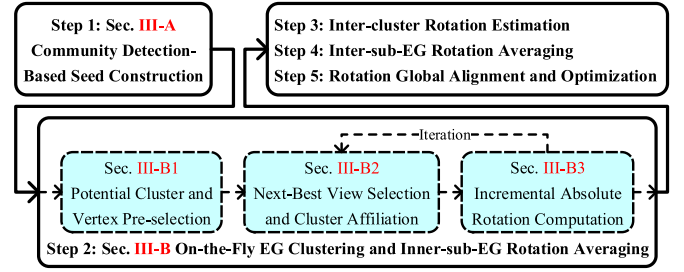 Step 1: Sec. III-A
Community Detection-
Based Seed Construction
Step 3: Inter-cluster Rotation Estimation
Step 4: Inter-sub-EG Rotation Averaging
Step 5: Rotation Global Alignment and Optimization
Iteration
Sec. III-B1
Potential Cluster and
Vertex Pre-selection
Sec. III-B2
Next-Best View Selection
and Cluster Affiliation
Sec. III-B3
Incremental Absolute
Rotation Computation
Step 2: Sec. III-B On-the-Fly EG Clustering and Inner-sub-EG Rotation Averaging